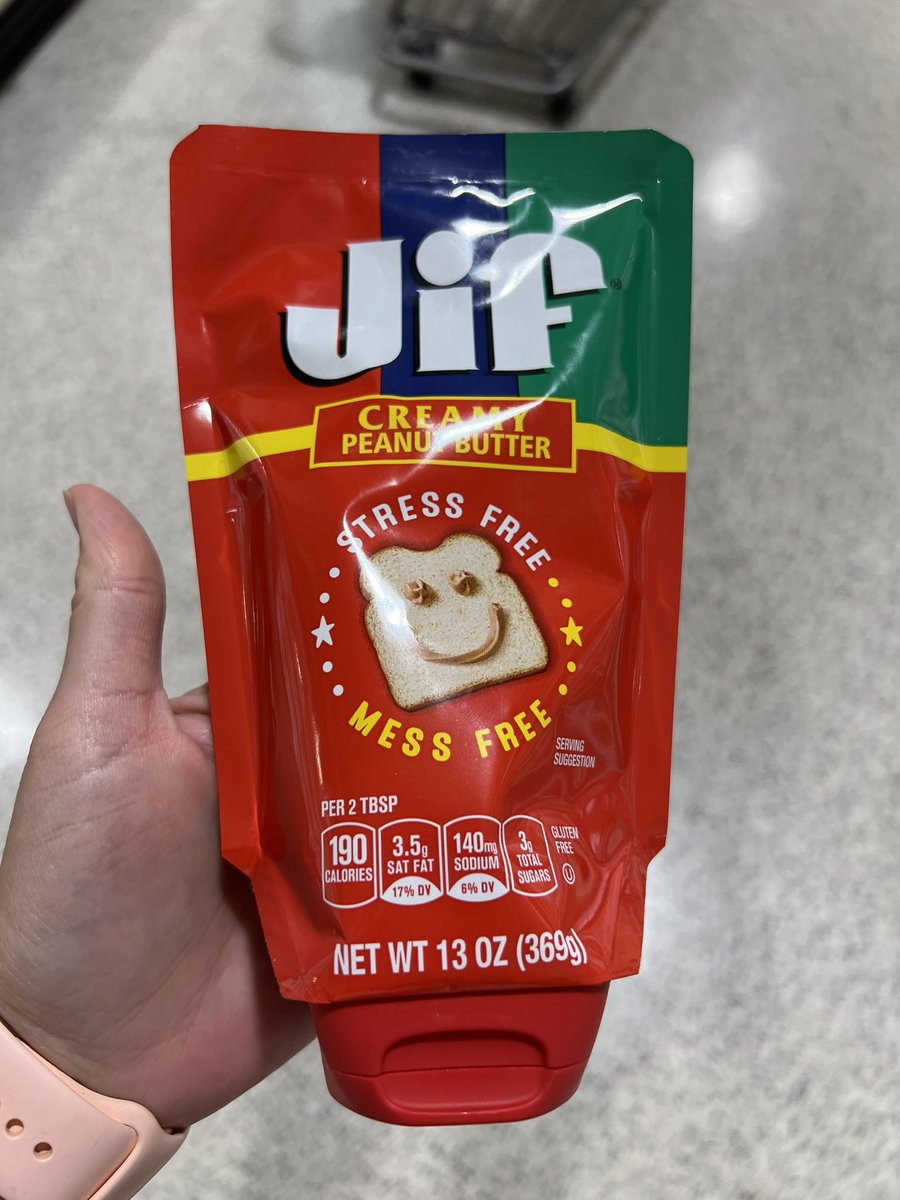 Jif®
CREAMY
PEANUT BUTTER
STRESS FREE
MESS FREE
SERVING
SUGGESTION
PER 2 TBSP
190
CALORIES
3.5g
SAT FAT
17% DV
140mg
SODIUM
6% DV
3g
TOTAL
SUGARS
GLUTEN
FREE
U
NET WT 13 OZ (369g)